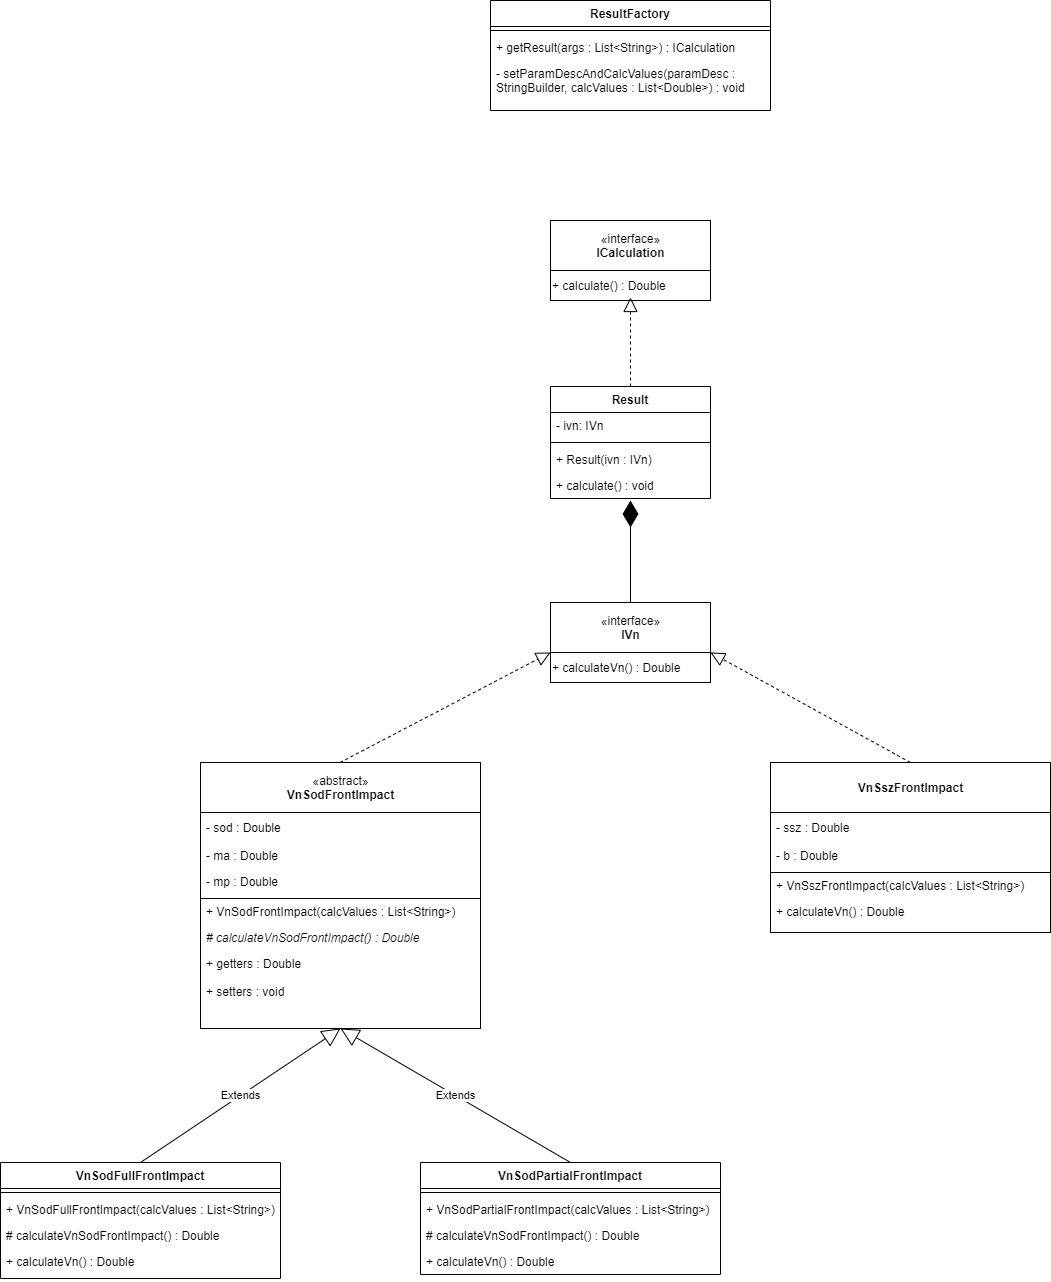 ResultFactory
+ getResult(args : List<String>) : ICalculation
- setParamDescAndCalcValues(paramDesc :
StringBuilder, calcValues : List<Double>) : void
«interface»
ICalculation
+ calculate() : Double
Result
- ivn: IVn
+ Result(ivn : IVn)
+ calculate() : void
«interface»
IVn
+ calculateVn() : Double
«abstract»
VnSodFrontImpact
- sod : Double
- ma : Double
- mp : Double
+ VnSodFrontImpact(calcValues : List<String>)
# calculateVnSodFrontImpact() : Double
+ getters : Double
+ setters : void
VnSszFrontImpact
- ssz : Double
- b : Double
+ VnSszFrontImpact(calcValues : List<String>)
+ calculateVn() : Double
Extends
Extends
VnSodFullFrontImpact
+ VnSodFullFrontImpact(calcValues : List<String>)
# calculateVnSodFrontImpact() : Double
+ calculateVn() : Double
VnSodPartialFrontImpact
+ VnSodPartialFrontImpact(calcValues : List<String>)
# calculateVnSodFrontImpact() : Double
+ calculateVn() : Double